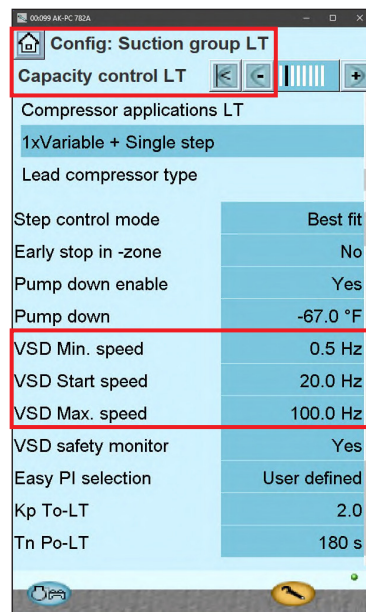 00:099 AK-PC 782A
Config: Suction group LT
Capacity control LT
Compressor applications LT
1xVariable + Single step
Lead compressor type
Step control mode Best fit
Early stop in -zone No
Pump down enable Yes
Pump down -67.0 °F
VSD Min. speed 0.5 Hz
VSD Start speed 20.0 Hz
VSD Max. speed 100.0 Hz
VSD safety monitor Yes
Easy PI selection User defined
Kp To-LT 2.0
Tn Po-LT 180 s